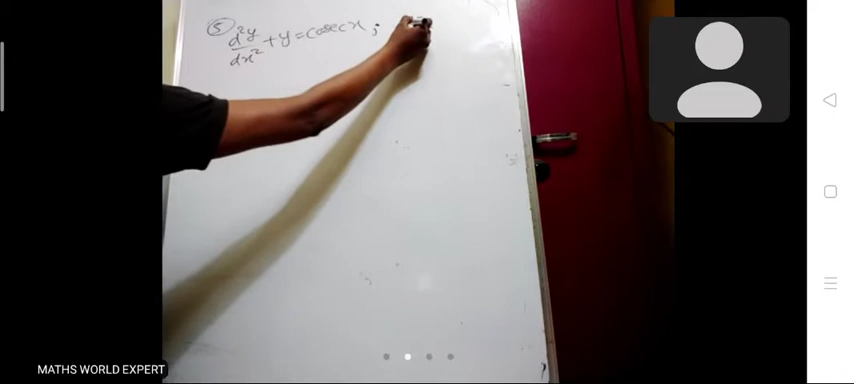 ⑤ d²y/dx² + y = cosec x ;
MATHS WORLD EXPERT